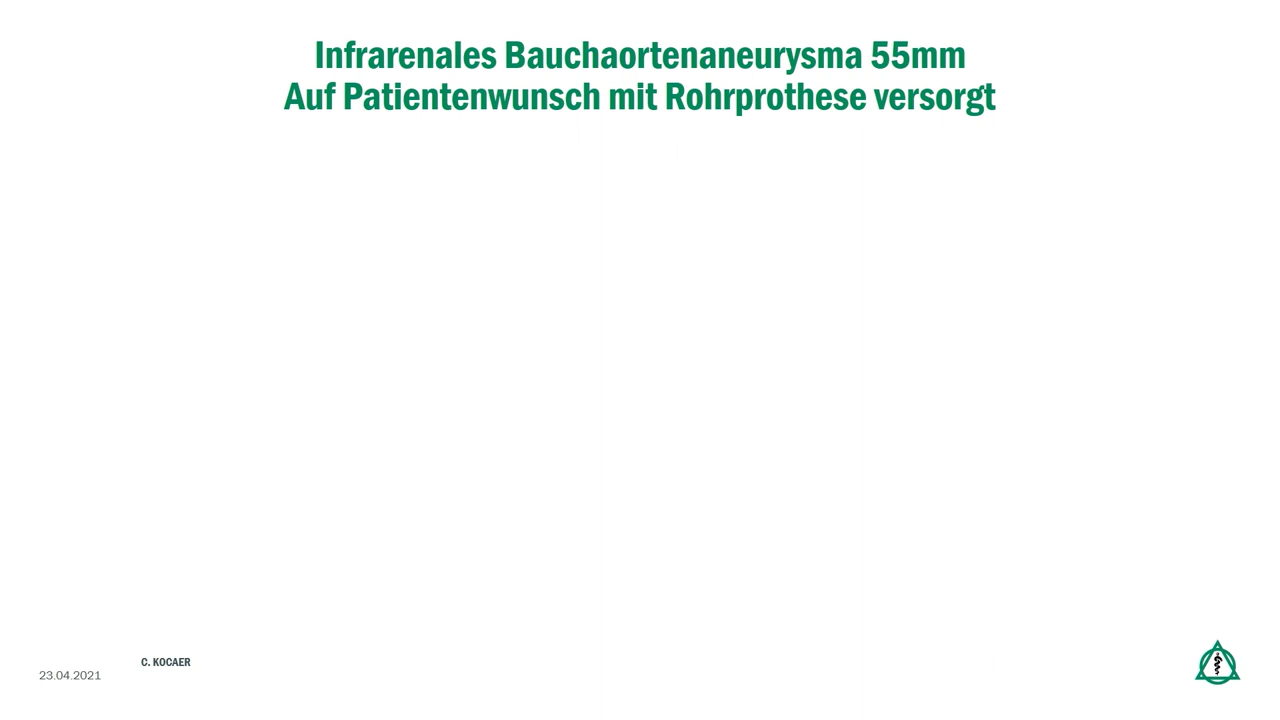 Infrarenales Bauchaortenaneurysma 55mm
Auf Patientenwunsch mit Rohrprothese versorgt
C. KOCAER
23.04.2021